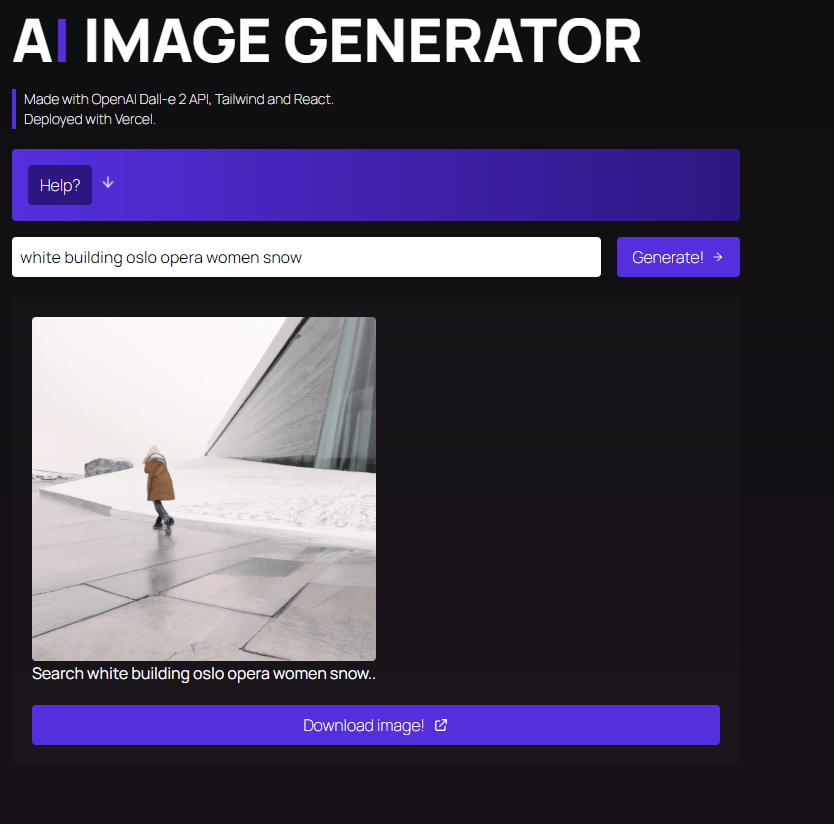 AI IMAGE GENERATOR
Made with OpenAI Dall-e 2 API, Tailwind and React.
Deployed with Vercel.
Help?
white building oslo opera women snow
Generate!
Search white building oslo opera women snow..
Download image!